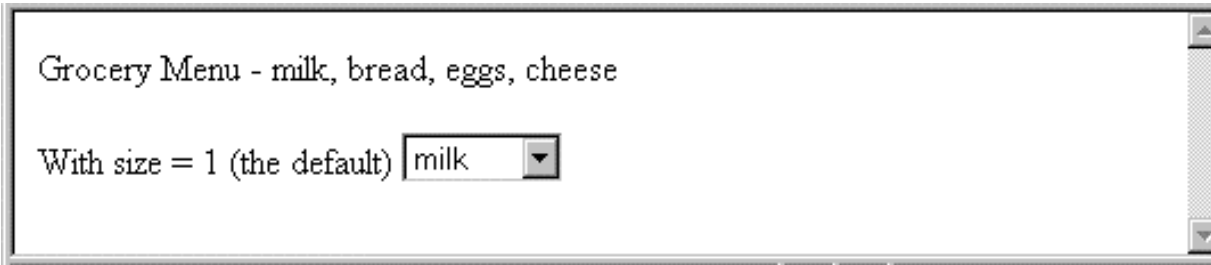 Grocery Menu - milk, bread, eggs, cheese
With size = 1 (the default) milk